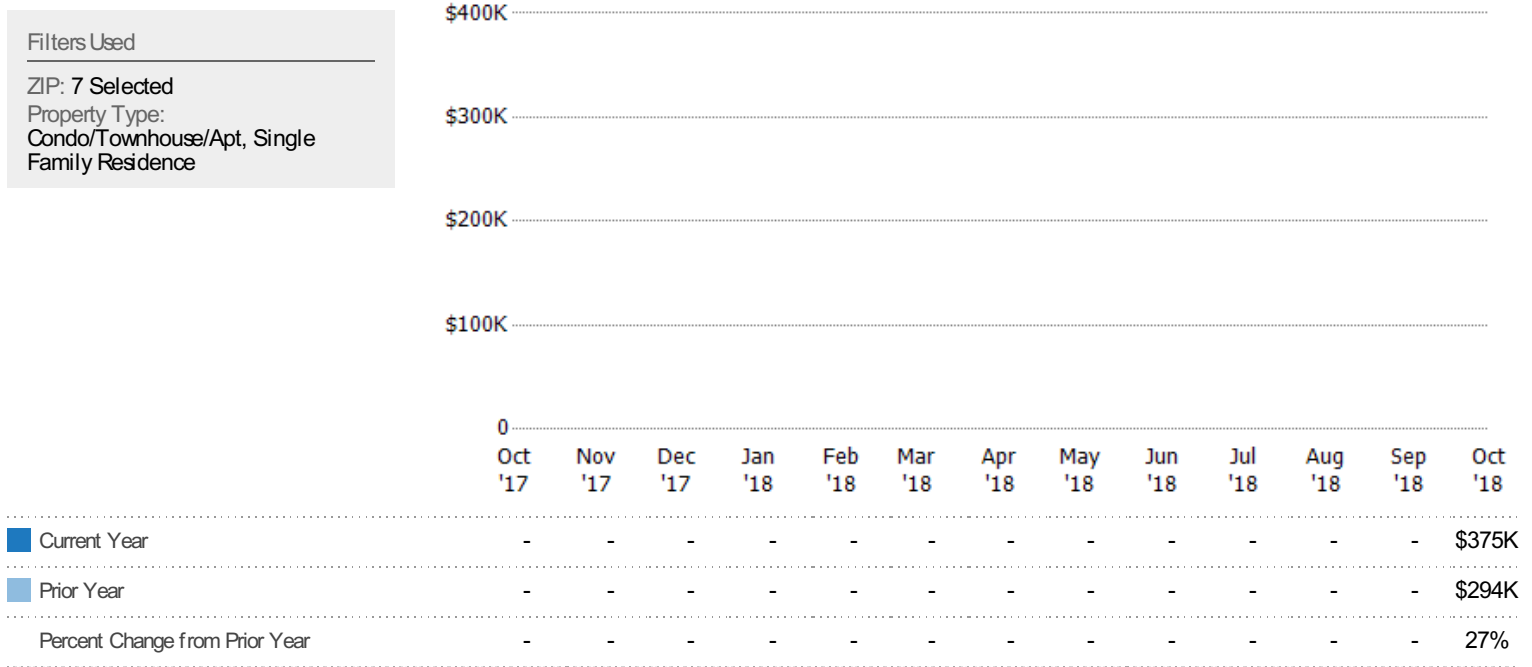 Filters Used
ZIP: 7 Selected
Property Type:
Condo/Townhouse/Apt, Single
Family Residence
$400K
$300K
$200K
$100K
0
Oct Nov Dec Jan Feb Mar Apr May Jun Jul Aug Sep Oct
'17 '17 '17 '18 '18 '18 '18 '18 '18 '18 '18 '18 '18
Current Year - - - - - - - - - - - - $375K
Prior Year - - - - - - - - - - - - $294K
Percent Change from Prior Year - - - - - - - - - - - - 27%